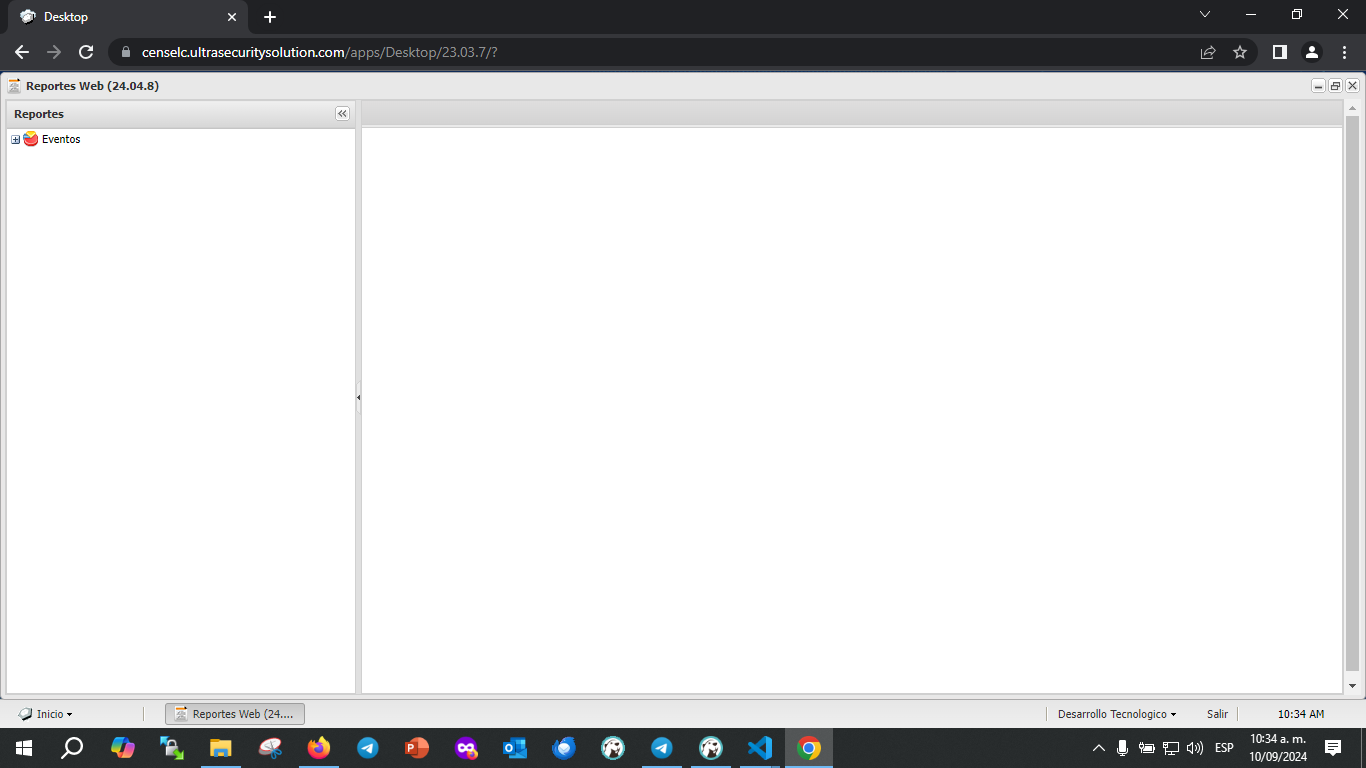 Desktop
censelc.ultrasecuritysolution.com/apps/Desktop/23.03.7/?
Reportes Web (24.04.8)
Reportes
Eventos
Inicio
Reportes Web (24....
Desarrollo Tecnologico
Salir
10:34 AM
ESP
10:34 a. m.
10/09/2024